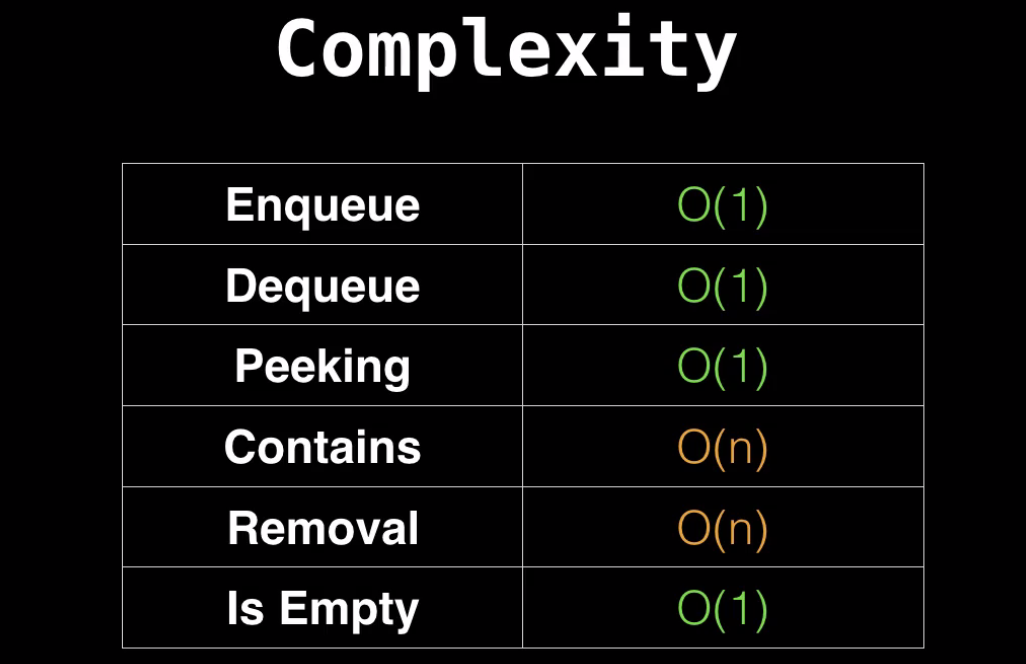 Complexity
Enqueue O(1)
Dequeue O(1)
Peeking O(1)
Contains O(n)
Removal O(n)
Is Empty O(1)